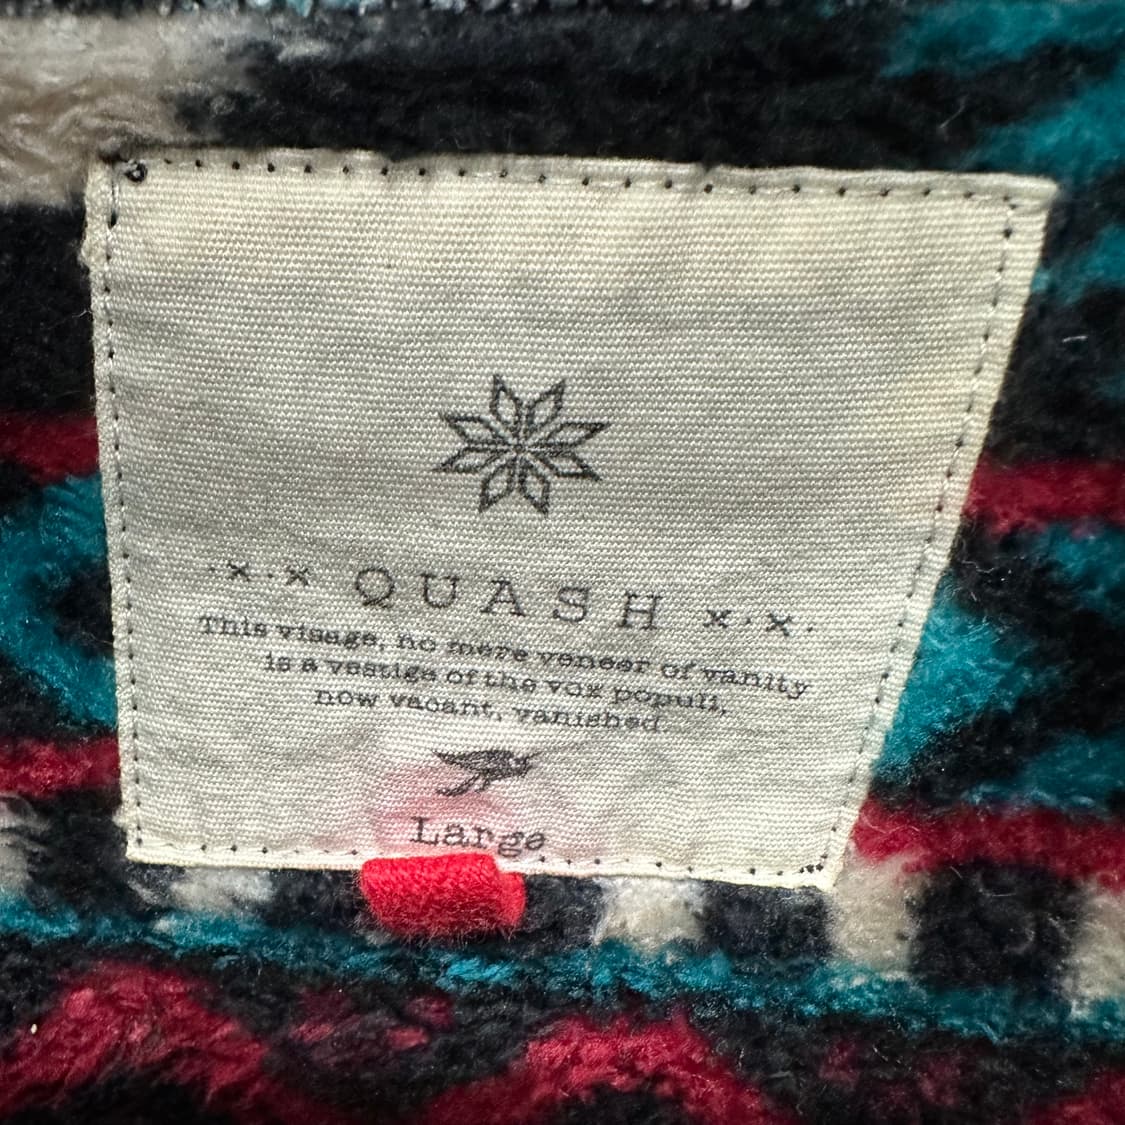 ·x·x QUASH x·x·
This visage, no mere veneer of vanity
is a vestige of the vox populi,
now vacant, vanished.
Large